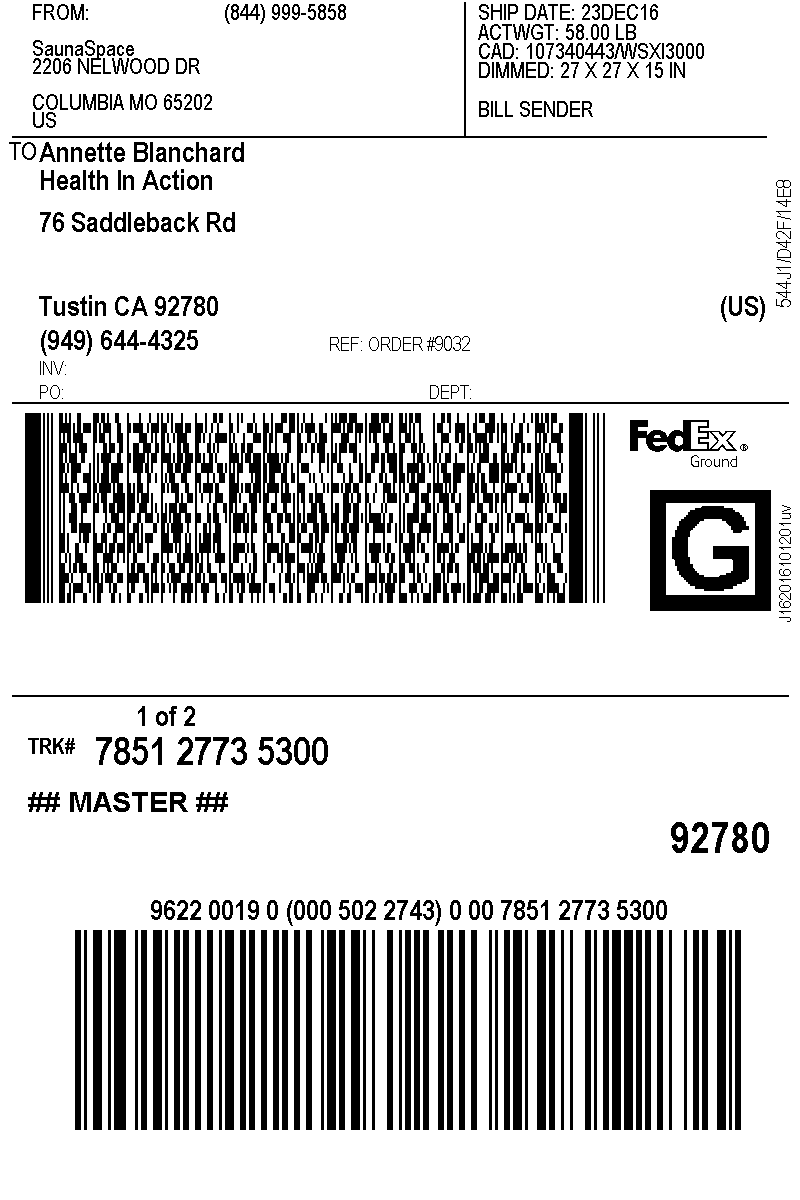 FROM: (844) 999-5858
SaunaSpace
2206 NELWOOD DR
COLUMBIA MO 65202
US
SHIP DATE: 23DEC16
ACTWGT: 58.00 LB
CAD: 107340443/WSXI3000
DIMMED: 27 X 27 X 15 IN
BILL SENDER
TO Annette Blanchard
Health In Action
76 Saddleback Rd
Tustin CA 92780 (US)
(949) 644-4325 REF: ORDER #9032
INV:
PO: DEPT:
544J1/D42F/14E8
FedEx®
Ground
G
J16201610120​1uv
1 of 2
TRK# 7851 2773 5300
## MASTER ##
92780
9622 0019 0 (000 502 2743) 0 00 7851 2773 5300